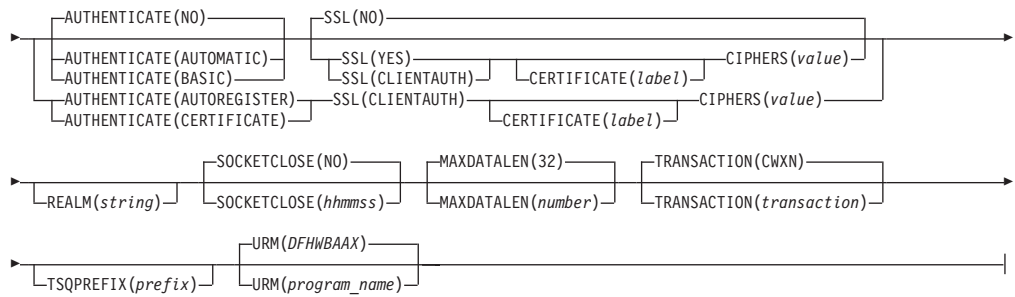 AUTHENTICATE(NO) SSL(NO)
AUTHENTICATE(AUTOMATIC) SSL(YES) CIPHERS(value)
AUTHENTICATE(BASIC) SSL(CLIENTAUTH) CERTIFICATE(label)
AUTHENTICATE(AUTOREGISTER) SSL(CLIENTAUTH) CIPHERS(value)
AUTHENTICATE(CERTIFICATE) CERTIFICATE(label)
SOCKETCLOSE(NO) MAXDATALEN(32) TRANSACTION(CWXN)
REALM(string) SOCKETCLOSE(hhmmss) MAXDATALEN(number) TRANSACTION(transaction)
URM(DFHWBAAX)
TSQPREFIX(prefix) URM(program_name)